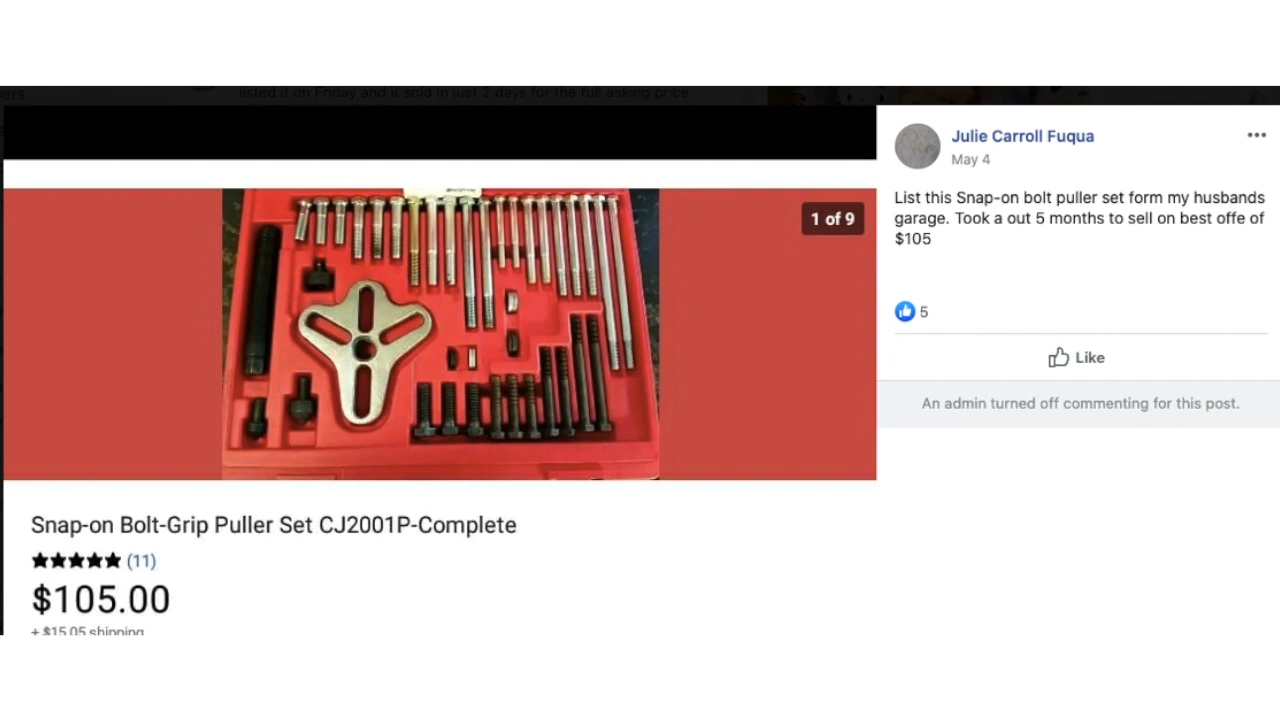 ers
listed it on Friday and it sold in just 2 days for the full asking price
1 of 9
Snap-on Bolt-Grip Puller Set CJ2001P-Complete
(11)
$105.00
+ $15.05 shipping
Julie Carroll Fuqua
May 4
List this Snap-on bolt puller set form my husbands
garage. Took a out 5 months to sell on best offe of
$105
5
Like
An admin turned off commenting for this post.